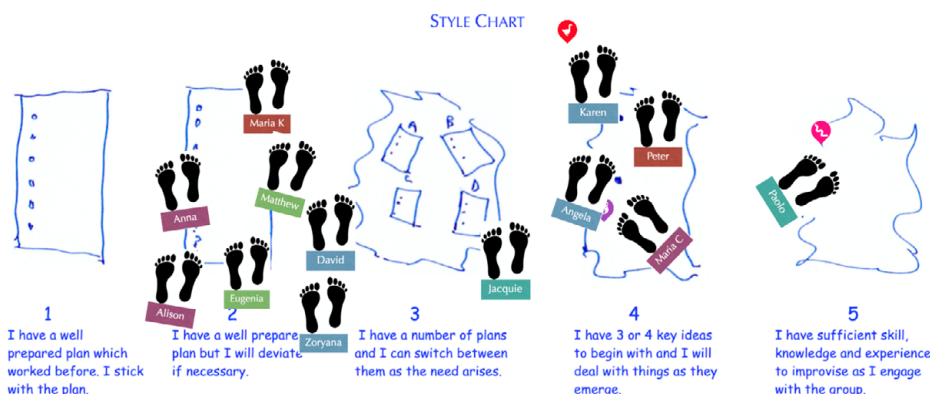 STYLE CHART
Karen
Maria K
Peter
A
B
Matthew
Anna
C
D
Angela
Paolo
David
Maria C
Jacquie
Eugenia
Alison
Zoryana
?
1
I have a well
prepared plan which
worked before. I stick
with the plan.
2
I have a well prepare
plan but I will deviate
if necessary.
3
I have a number of plans
and I can switch between
them as the need arises.
4
I have 3 or 4 key ideas
to begin with and I will
deal with things as they
emerge.
5
I have sufficient skill,
knowledge and experience
to improvise as I engage
with the group.